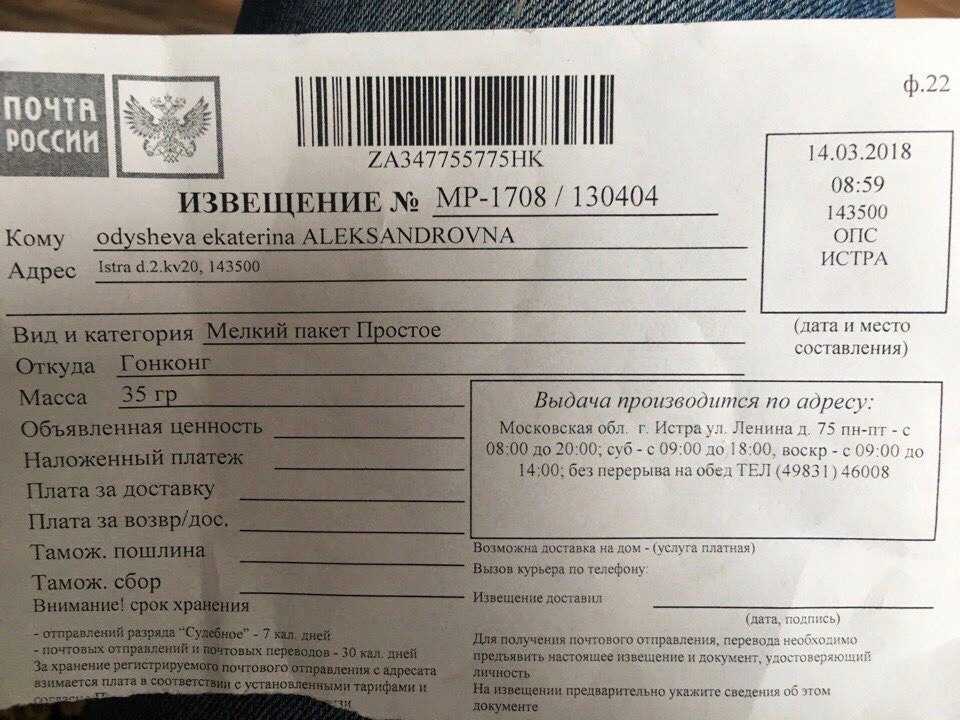 ПОЧТА
РОССИИ
ф.22
ZA347755775HK
ИЗВЕЩЕНИЕ № МР-1708 / 130404
14.03.2018
08:59
143500
ОПС
ИСТРА
(дата и место
составления)
Кому odysheva ekaterina ALEKSANDROVNA
Адрес Istra d.2.kv20, 143500
Вид и категория Мелкий пакет Простое
Откуда Гонконг
Масса 35 гр
Объявленная ценность
Наложенный платеж
Плата за доставку
Плата за возвр/дос.
Тамож. пошлина
Тамож. сбор
Внимание! срок хранения
- отправлений разряда "Судебное" - 7 кал. дней
- почтовых отправлений и почтовых переводов - 30 кал. дней
За хранение регистрируемого почтового отправления с адресата
взимается плата в соответствии с установленными тарифами и
согласно
Выдача производится по адресу:
Московская обл. г. Истра ул. Ленина д. 75 пн-пт - с
08:00 до 20:00; суб - с 09:00 до 18:00, воскр - с 09:00 до
14:00; без перерыва на обед ТЕЛ (49831) 46008
Возможна доставка на дом - (услуга платная)
Вызов курьера по телефону:
Извещение доставил
(дата, подпись)
Для получения почтового отправления, перевода необходимо
предъявить настоящее извещение и документ, удостоверяющий
личность
На извещении предварительно укажите сведения об этом
документе